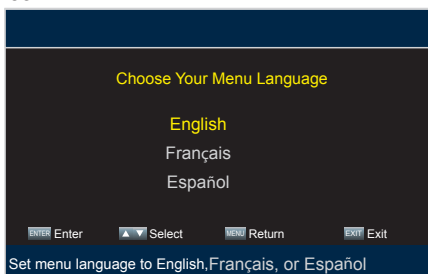 Choose Your Menu Language
English
Français
Español
ENTER Enter ▲ ▼ Select MENU Return EXIT Exit
Set menu language to English,Français, or Español